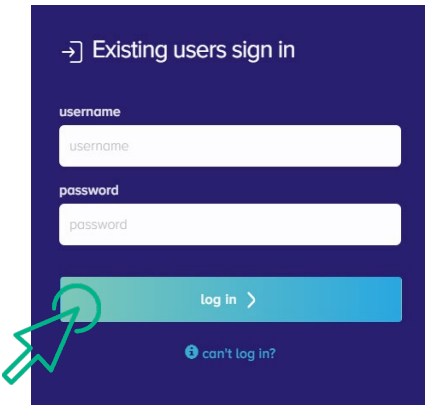 Existing users sign in
username
username
password
password
log in
can't log in?